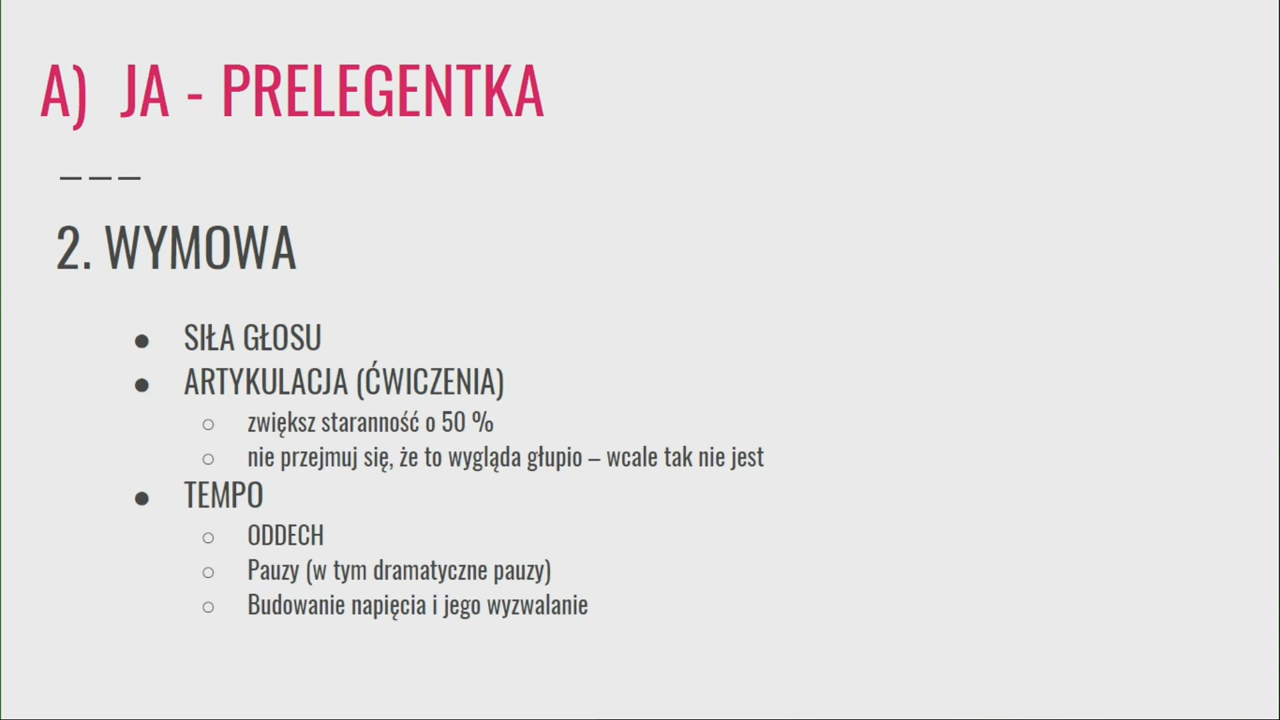 A) JA - PRELEGENTKA
2. WYMOWA
● SIŁA GŁOSU
● ARTYKULACJA (ĆWICZENIA)
○ zwiększ staranność o 50 %
○ nie przejmuj się, że to wygląda głupio – wcale tak nie jest
● TEMPO
○ ODDECH
○ Pauzy (w tym dramatyczne pauzy)
○ Budowanie napięcia i jego wyzwalanie